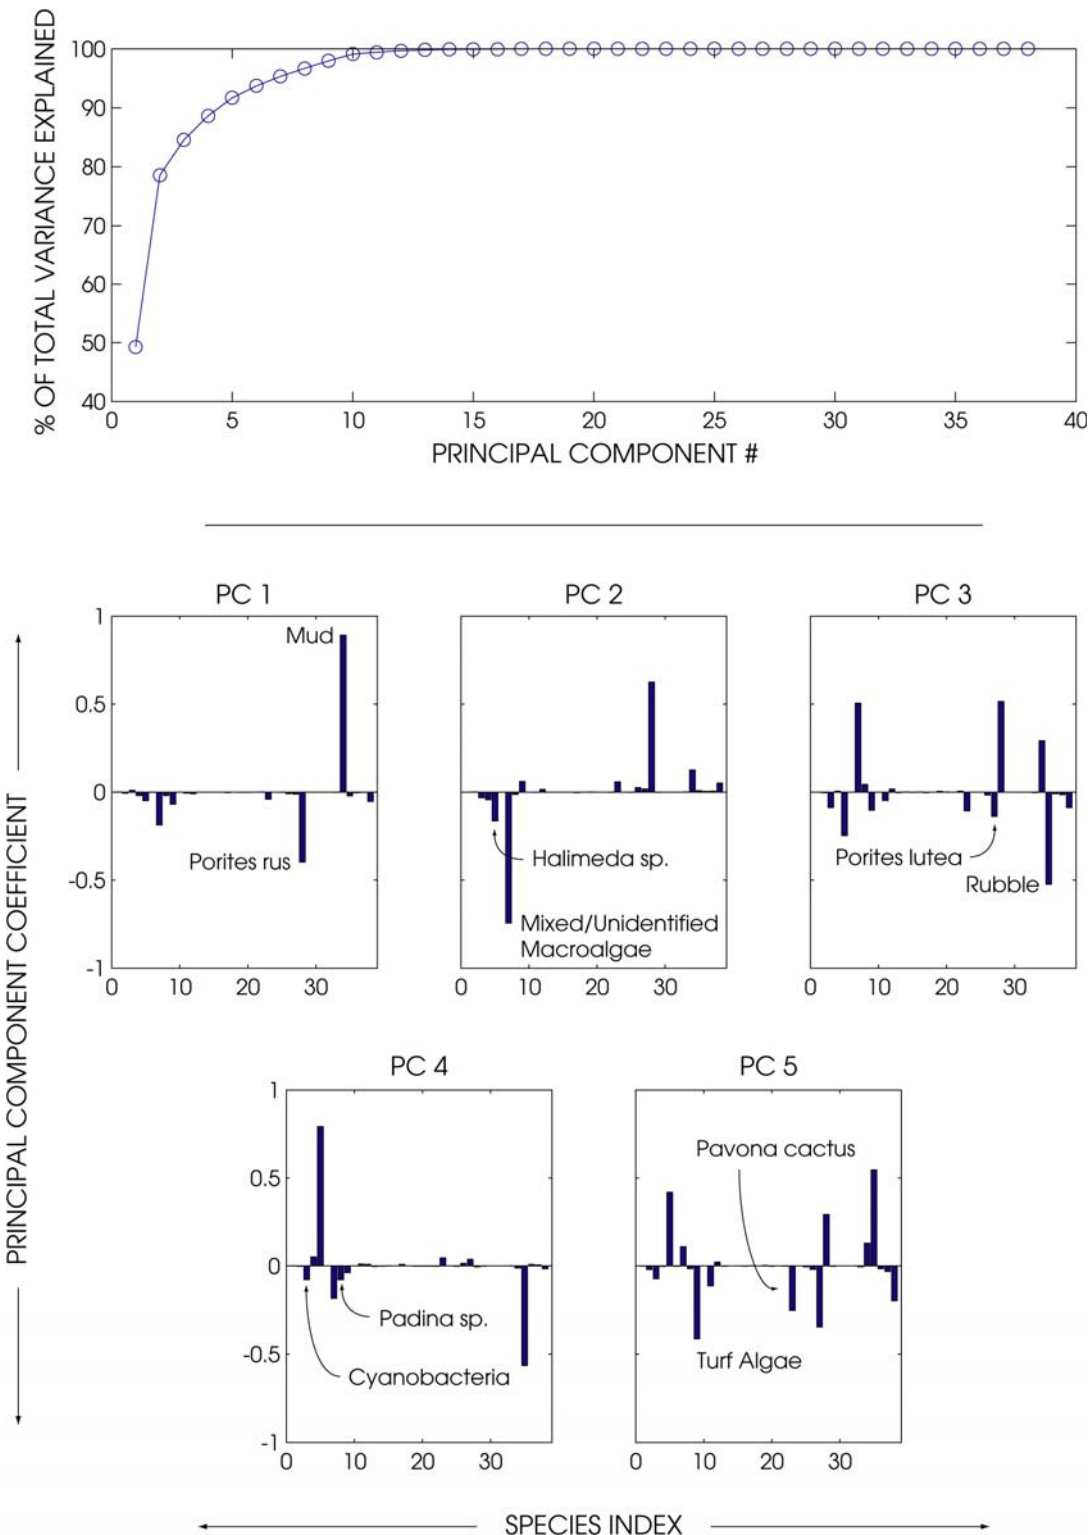 % OF TOTAL VARIANCE EXPLAINED
100
90
80
70
60
50
40
0 5 10 15 20 25 30 35 40
PRINCIPAL COMPONENT #
PRINCIPAL COMPONENT COEFFICIENT
PC 1 PC 2 PC 3
1
0.5
0
-0.5
-1
Mud
Porites rus
Halimeda sp.
Mixed/Unidentified
Macroalgae
Porites lutea
Rubble
0 10 20 30 0 10 20 30 0 10 20 30
PC 4 PC 5
1
0.5
0
-0.5
-1
Padina sp.
Cyanobacteria
Pavona cactus
Turf Algae
0 10 20 30 0 10 20 30
SPECIES INDEX